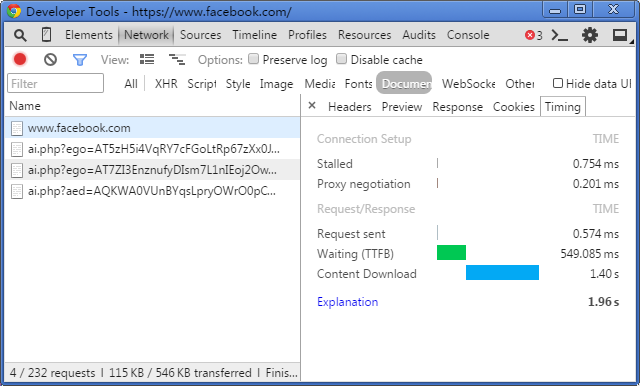 Developer Tools - https://www.facebook.com/
Elements Network Sources Timeline Profiles Resources Audits Console 3
View: Options: Preserve log Disable cache
Filter All XHR Script Style Image Media Fonts Documen WebSocke Other Hide data UI
Name
× Headers Preview Response Cookies Timing
www.facebook.com
ai.php?ego=AT5zH5i4VqRY7cFGoLtRp67zXx0J...
ai.php?ego=AT7ZI3EnznufyDIsm7L1nIEoj2Ow...
ai.php?aed=AQKWA0VUnBYqsLpryOWrO0pC...
Connection Setup TIME
Stalled 0.754 ms
Proxy negotiation 0.201 ms
Request/Response TIME
Request sent 0.574 ms
Waiting (TTFB) 549.085 ms
Content Download 1.40 s
Explanation 1.96 s
4 / 232 requests | 115 KB / 546 KB transferred | Finis...